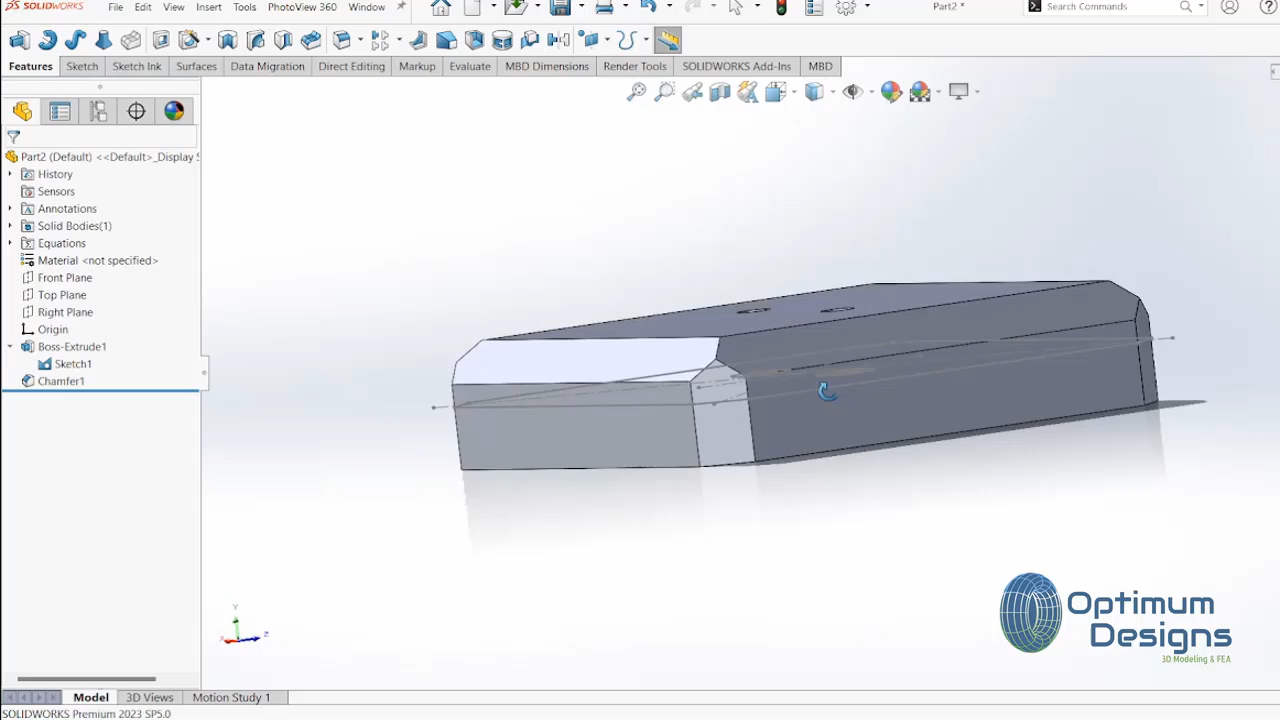 SOLIDWORKS
File Edit View Insert Tools PhotoView 360 Window
Part2 *
Search Commands
Features Sketch Sketch Ink Surfaces Data Migration Direct Editing Markup Evaluate MBD Dimensions Render Tools SOLIDWORKS Add-Ins MBD
Part2 (Default) <<Default>_Display S
History
Sensors
Annotations
Solid Bodies(1)
Equations
Material <not specified>
Front Plane
Top Plane
Right Plane
Origin
Boss-Extrude1
Sketch1
Chamfer1
Y
X
Z
Optimum
Designs
3D Modeling & FEA
Model 3D Views Motion Study 1
SOLIDWORKS Premium 2023 SP5.0